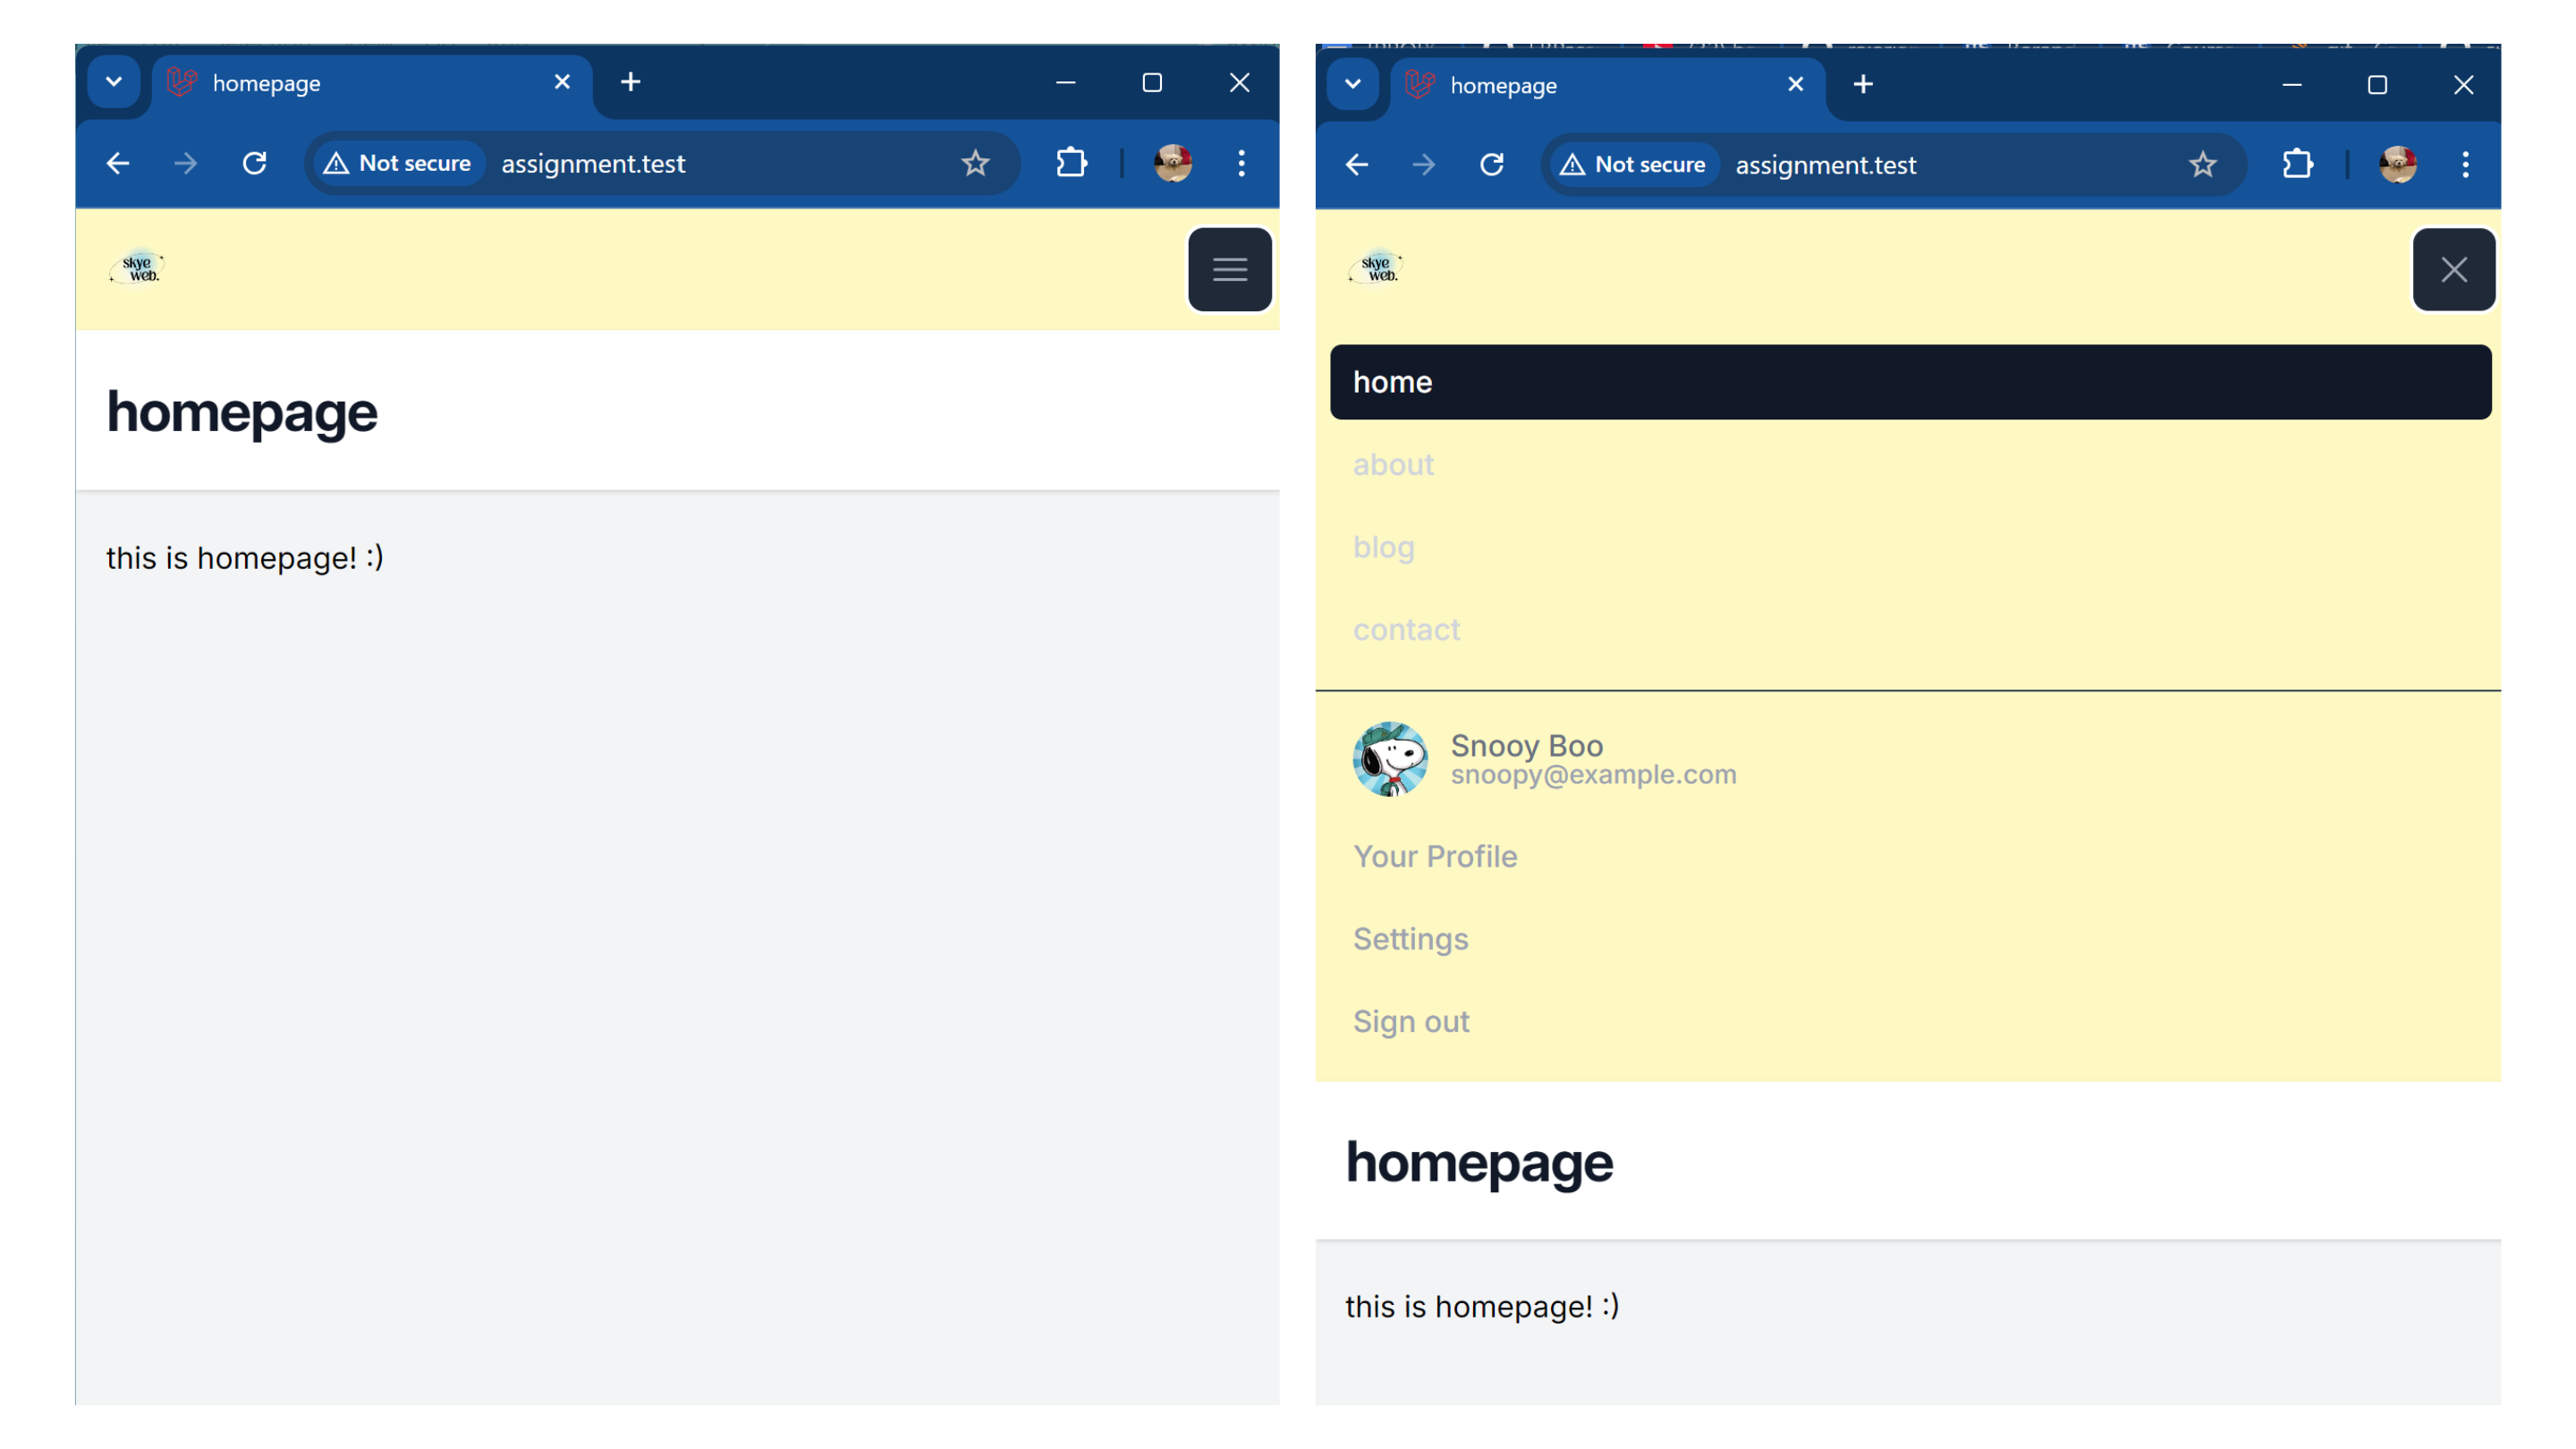 homepage
Not secure assignment.test
skye
web.
homepage
this is homepage! :)
homepage
Not secure assignment.test
skye
web.
home
about
blog
contact
Snooy Boo
snoopy@example.com
Your Profile
Settings
Sign out
homepage
this is homepage! :)